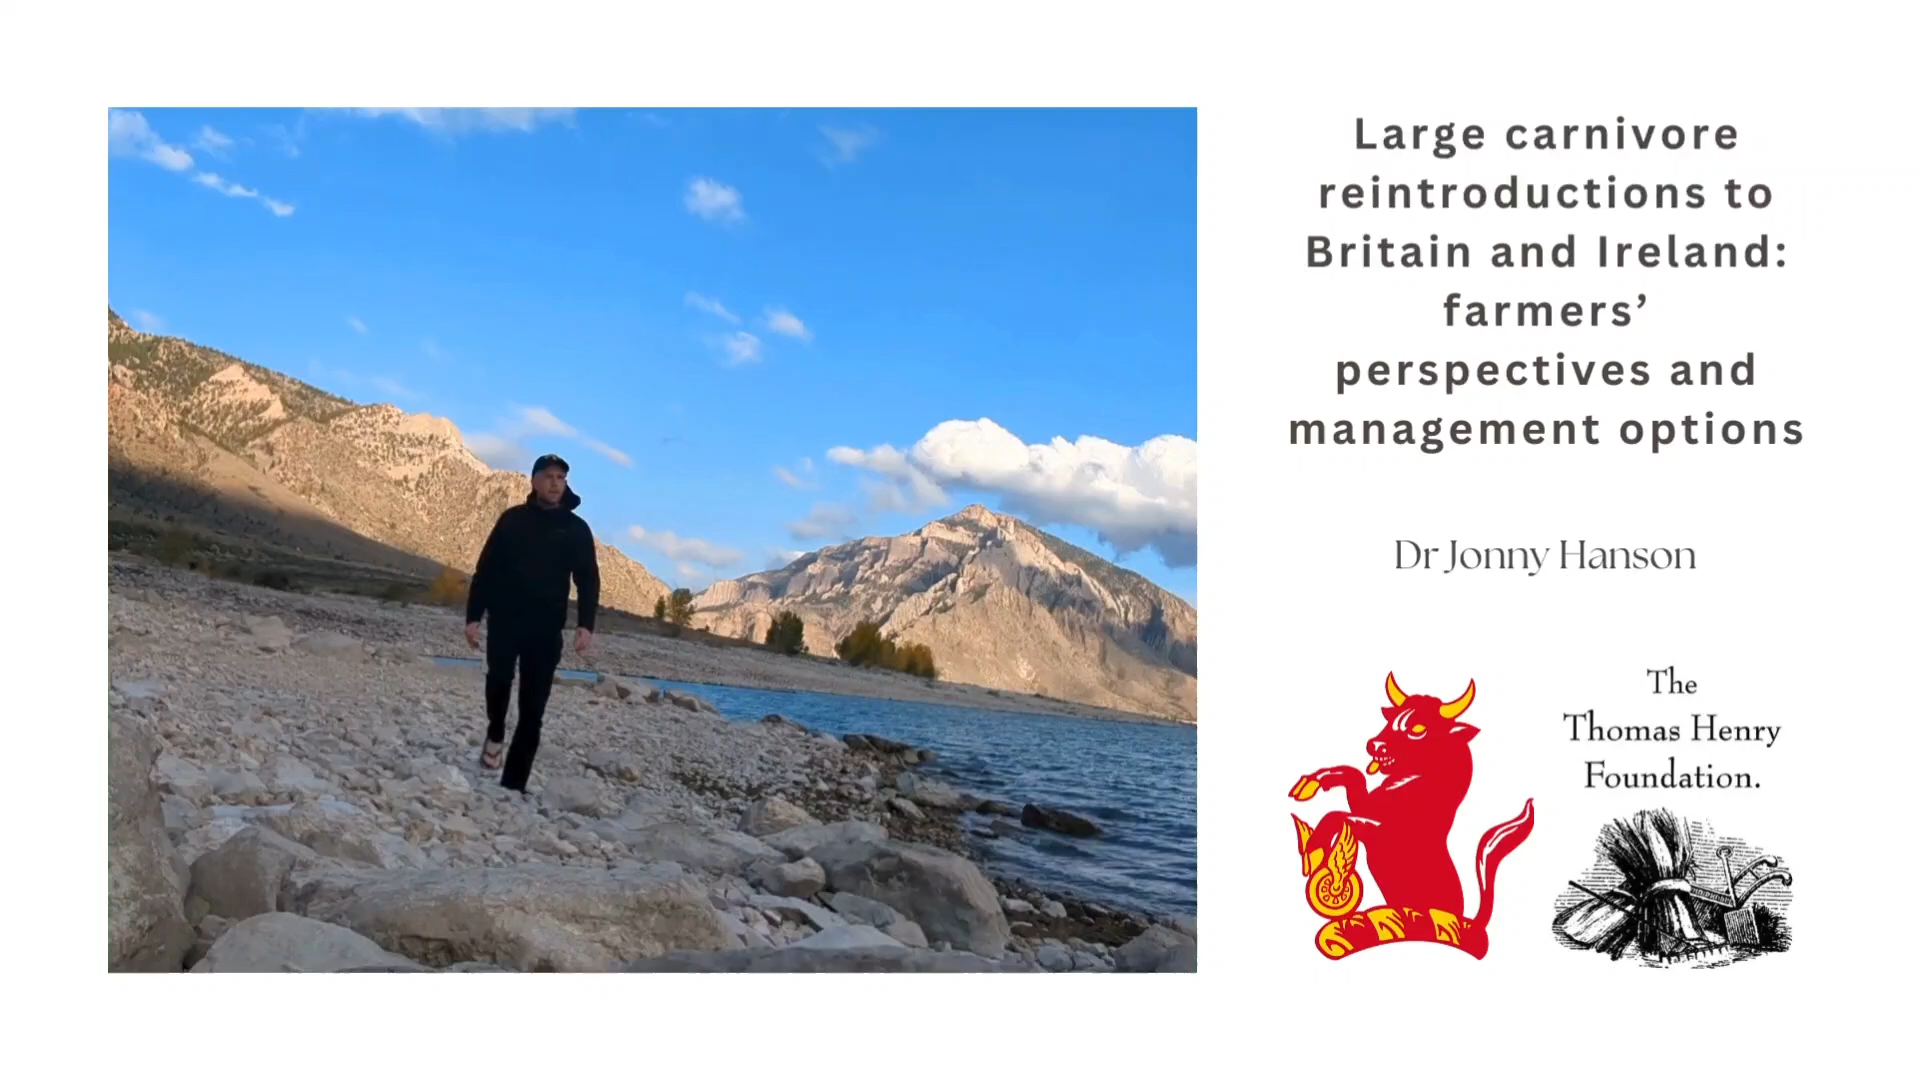 Large carnivore
reintroductions to
Britain and Ireland:
farmers’
perspectives and
management options
Dr Jonny Hanson
The
Thomas Henry
Foundation.